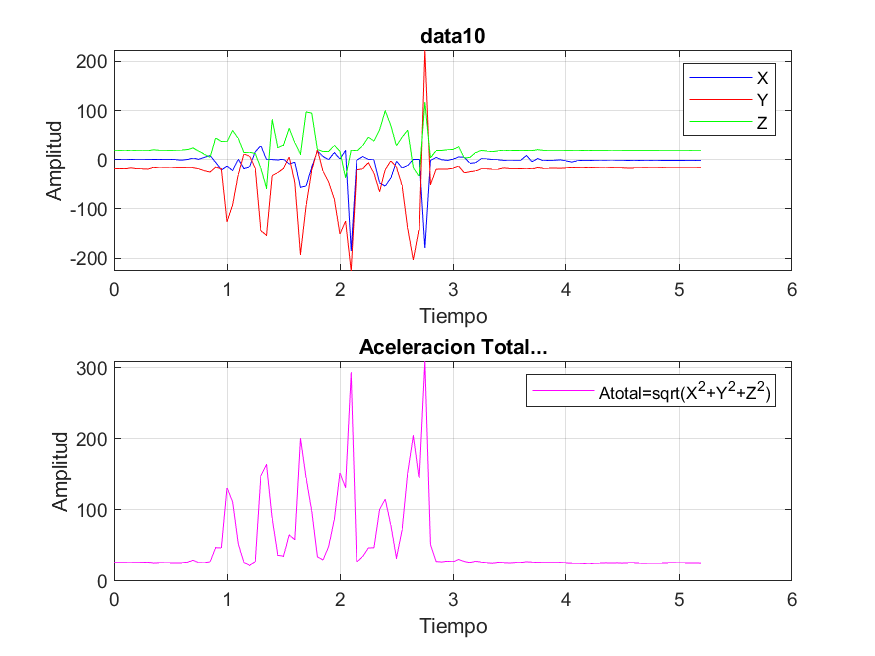 data10
200
100
0
-100
-200
Amplitud
X
Y
Z
0 1 2 3 4 5 6
Tiempo
Aceleracion Total...
300
200
100
0
Amplitud
Atotal=sqrt(X²+Y²+Z²)
0 1 2 3 4 5 6
Tiempo